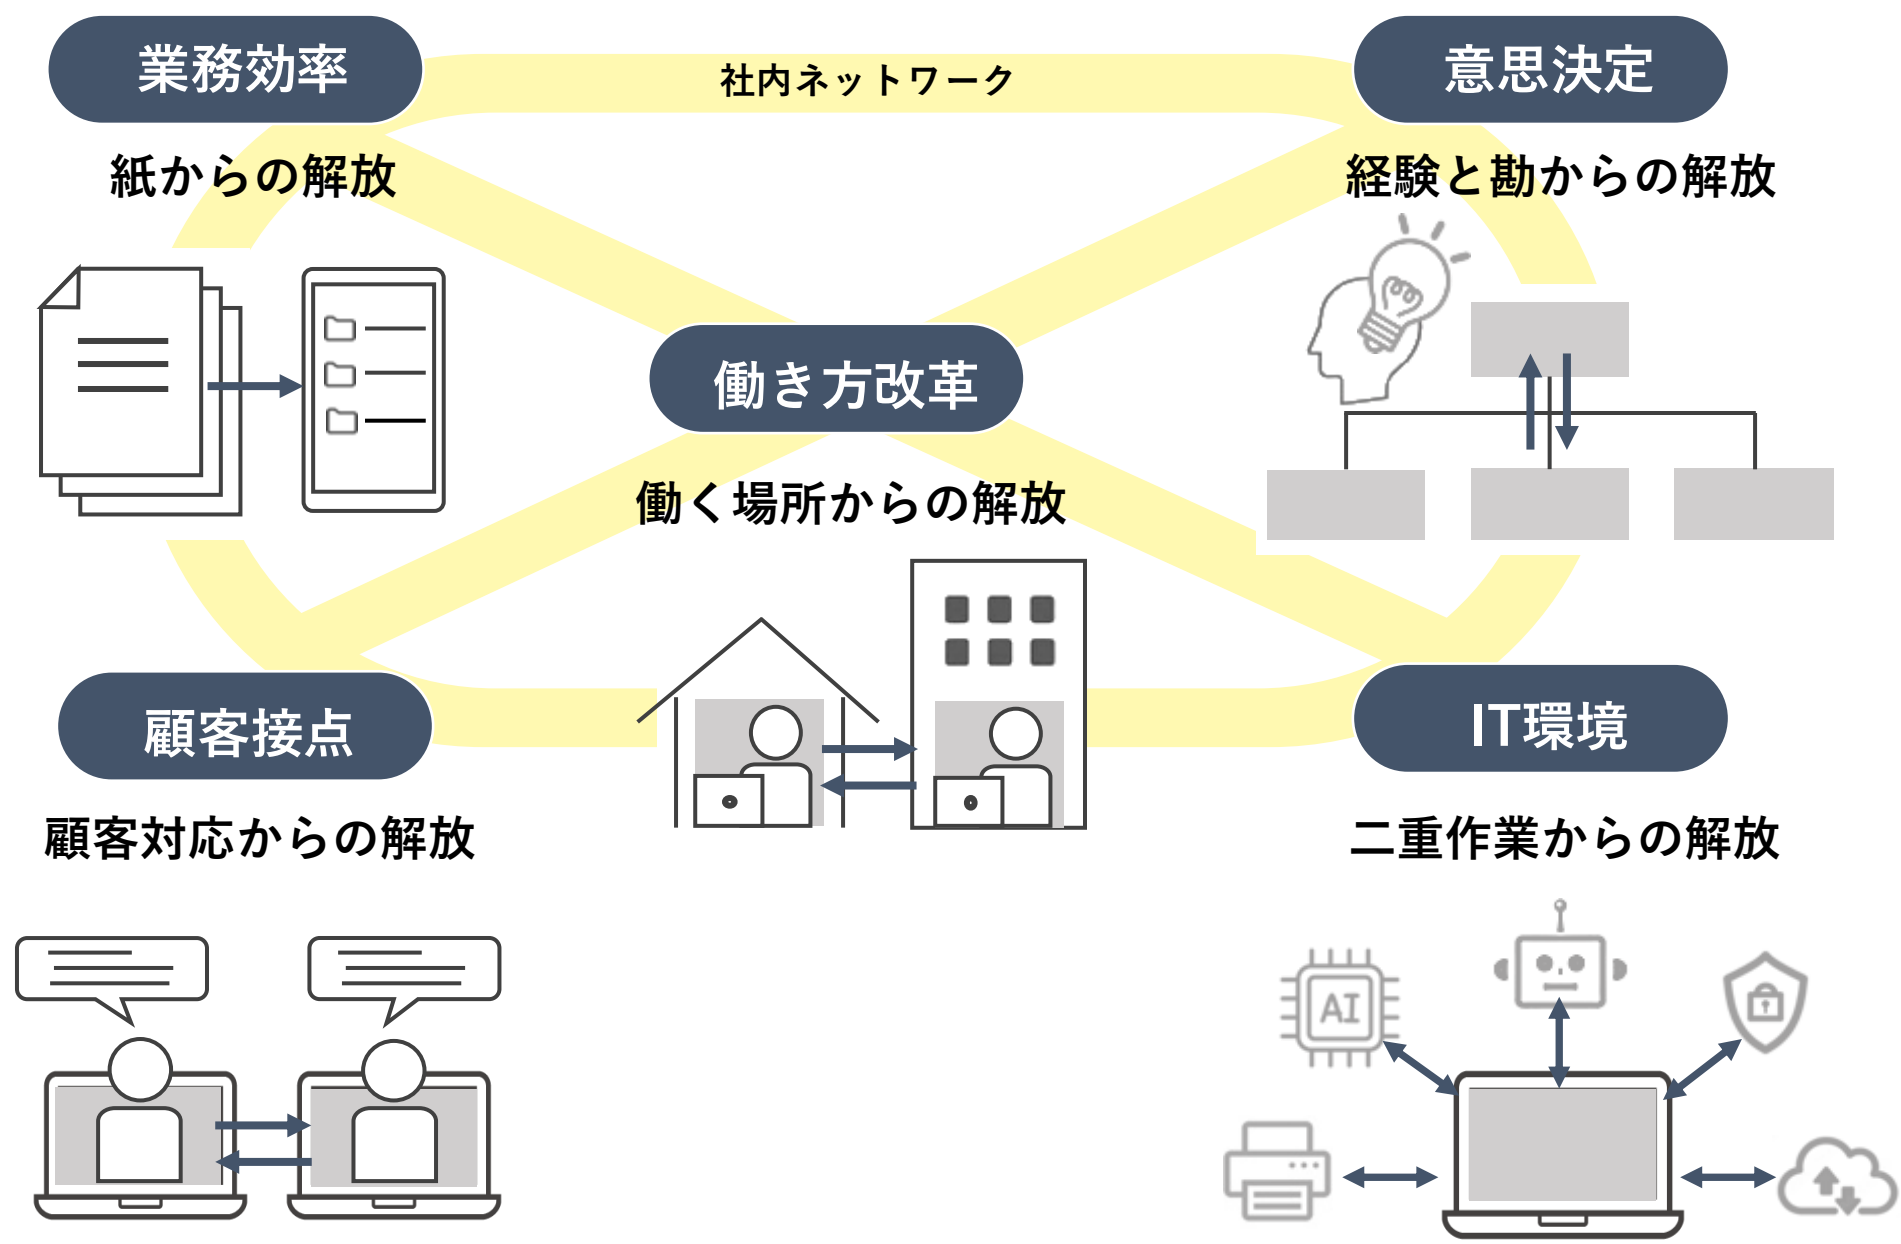 業務効率
社内ネットワーク
意思決定
紙からの解放
経験と勘からの解放
働き方改革
働く場所からの解放
顧客接点
IT環境
顧客対応からの解放
二重作業からの解放
AI